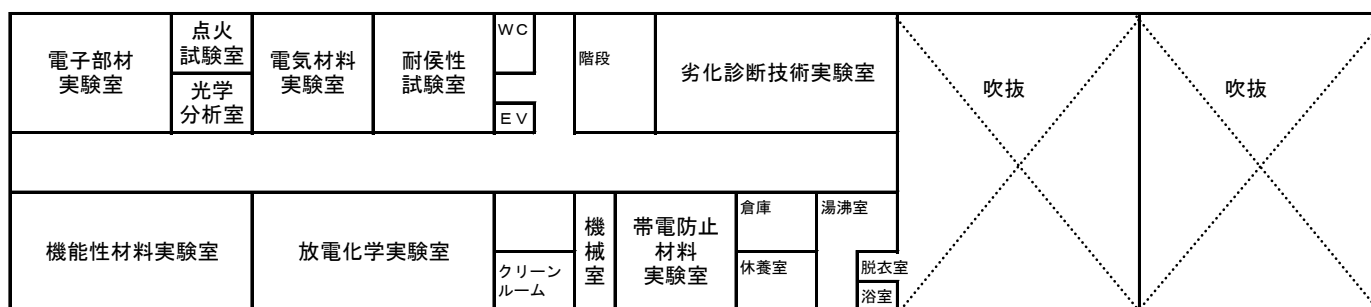 電子部材
実験室
点火
試験室
光学
分析室
電気材料
実験室
耐侯性
試験室
ＷＣ
ＥＶ
階段
劣化診断技術実験室
吹抜
吹抜
機能性材料実験室
放電化学実験室
クリーン
ルーム
機
械
室
帯電防止
材料
実験室
倉庫
休養室
湯沸室
脱衣室
浴室